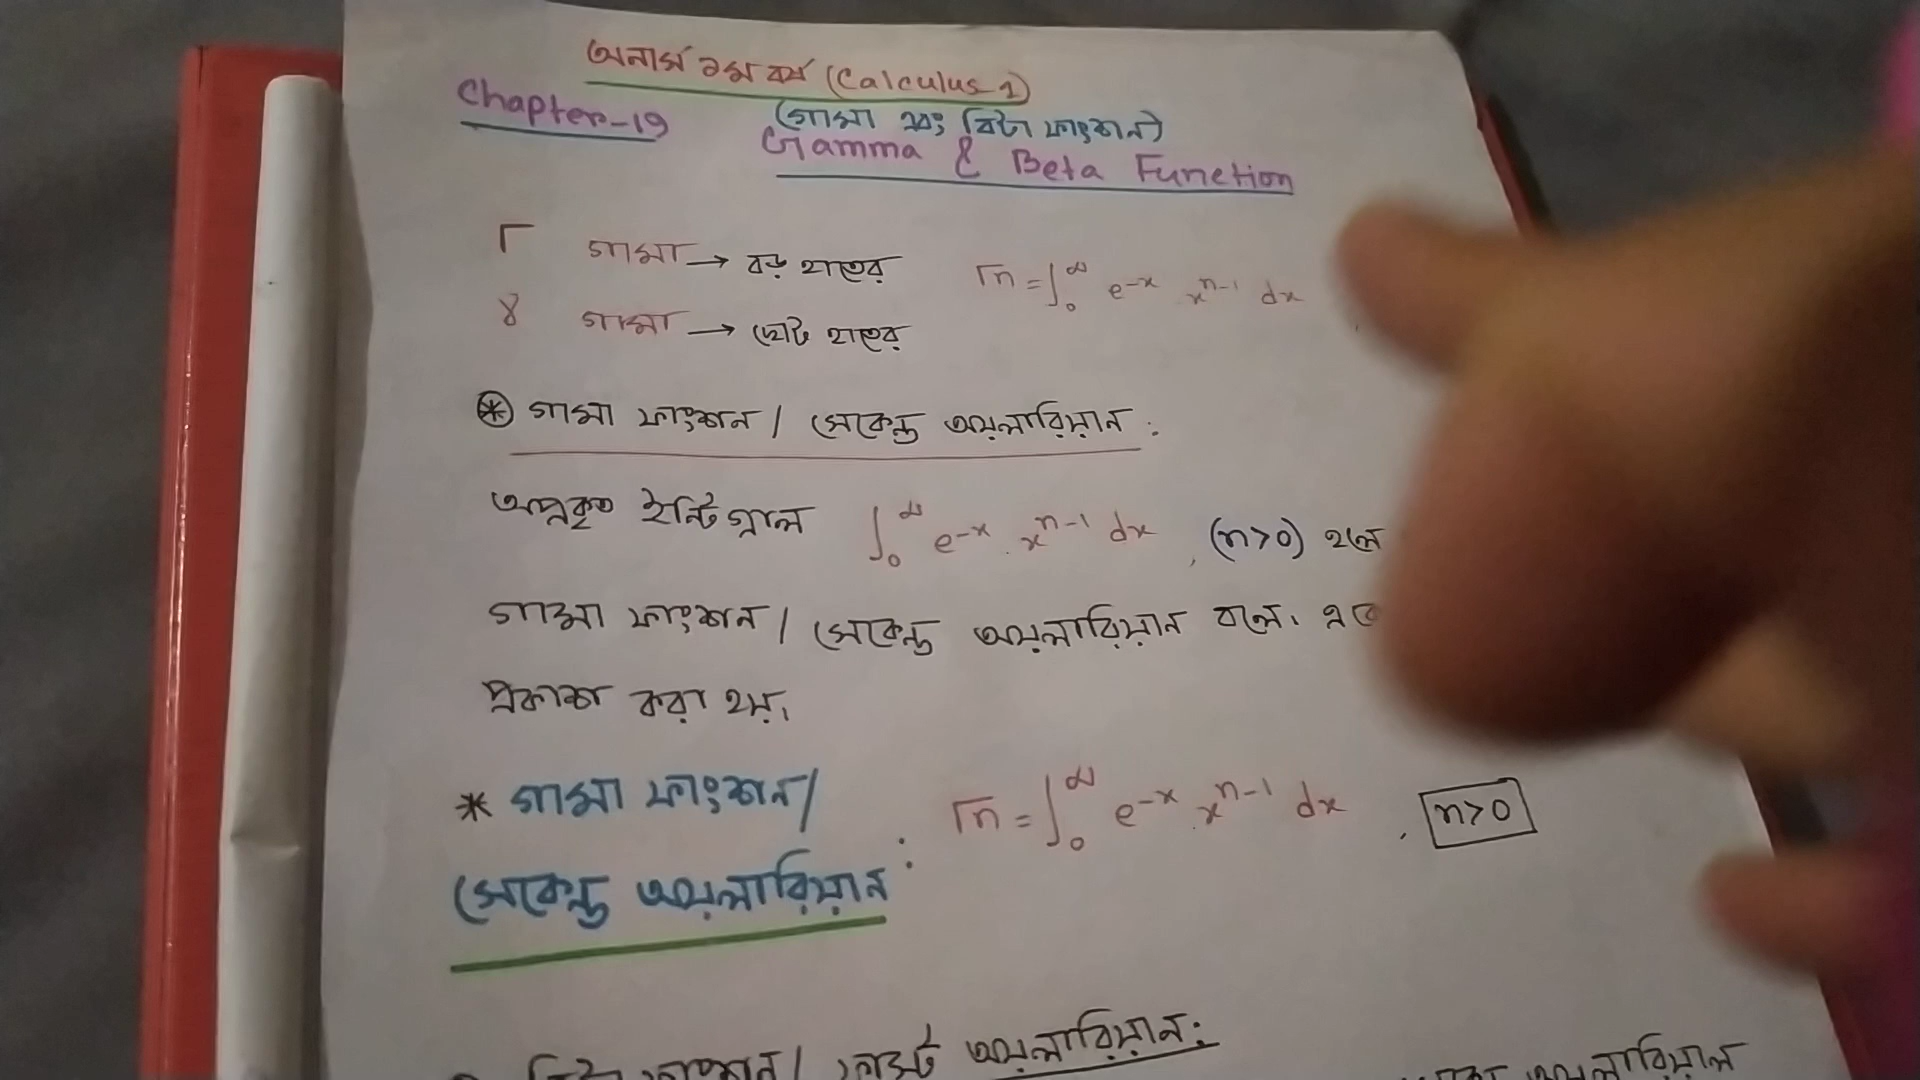 অনার্স ১ম বর্ষ (Calculus-1)
Chapter-19
(গামা এবং বিটা ফাংশন)
Gamma & Beta Function
Γ গামা → বড় হাতের Γn = ∫₀^∞ e^-x x^n-1 dx
γ গামা → ছোট হাতের
⊛ গামা ফাংশন / সেকেন্ড অয়লারিয়ান :
অপ্রকৃত ইন্টিগ্রাল ∫₀^∞ e^-x . x^n-1 dx , (n>0) হলে
গামা ফাংশন / সেকেন্ড অয়লারিয়ান বলে।
প্রকাশ করা হয়।
* গামা ফাংশন/
Γn = ∫₀^∞ e^-x . x^n-1 dx , n>0
সেকেন্ড অয়লারিয়ান :
ফাংশন / ফার্স্ট অয়লারিয়ান: